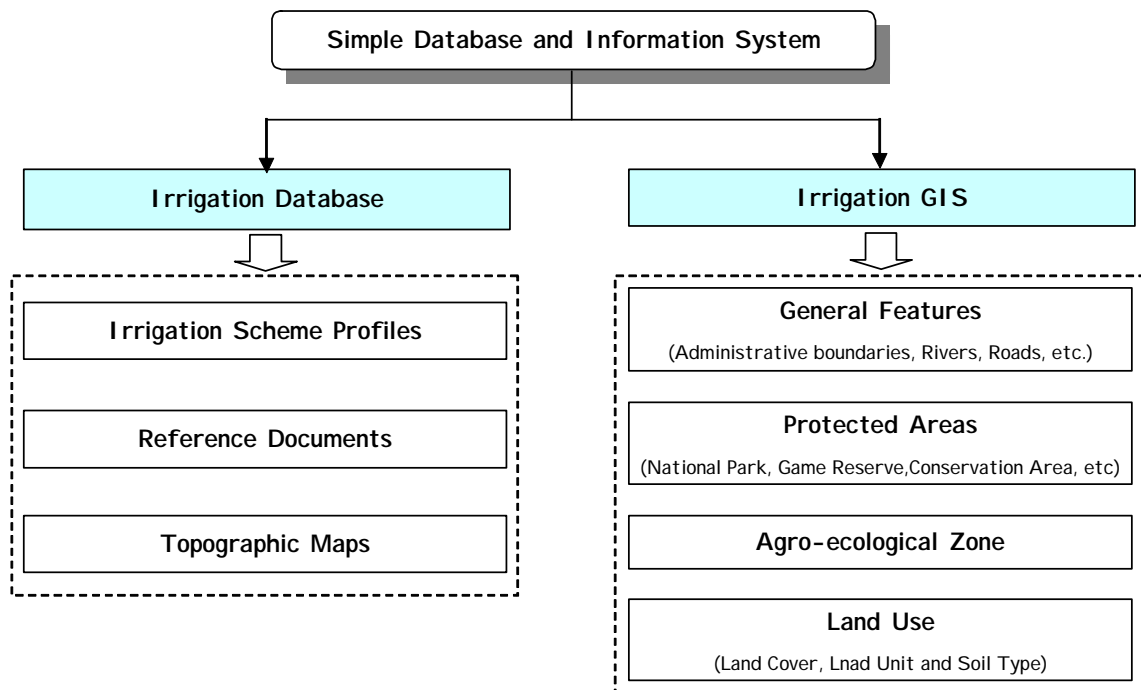 Simple Database and Information System
Irrigation Database
Irrigation Scheme Profiles
Reference Documents
Topographic Maps
Irrigation GIS
General Features
(Administrative boundaries, Rivers, Roads, etc.)
Protected Areas
(National Park, Game Reserve,Conservation Area, etc)
Agro-ecological Zone
Land Use
(Land Cover, Lnad Unit and Soil Type)